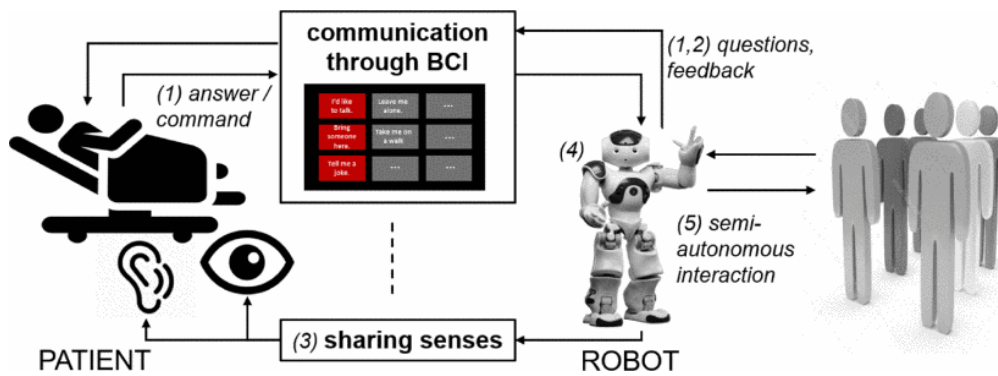 communication
through BCI
(1) answer /
command
I'd like
to talk.
Leave me
alone.
...
Bring
someone
here.
Take me on
a walk
...
Tell me a
joke.
...
...
(1,2) questions,
feedback
(4)
(5) semi-
autonomous
interaction
(3) sharing senses
PATIENT
ROBOT